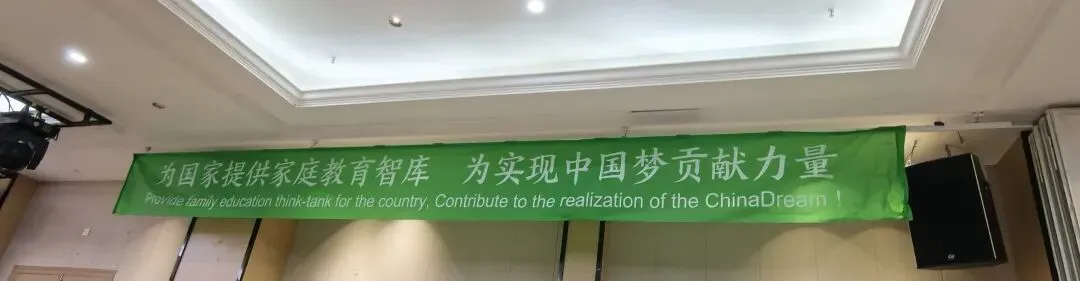 为国家提供家庭教育智库 为实现中国梦贡献力量
Provide family education think-tank for the country, Contribute to the realization of the ChinaDream！